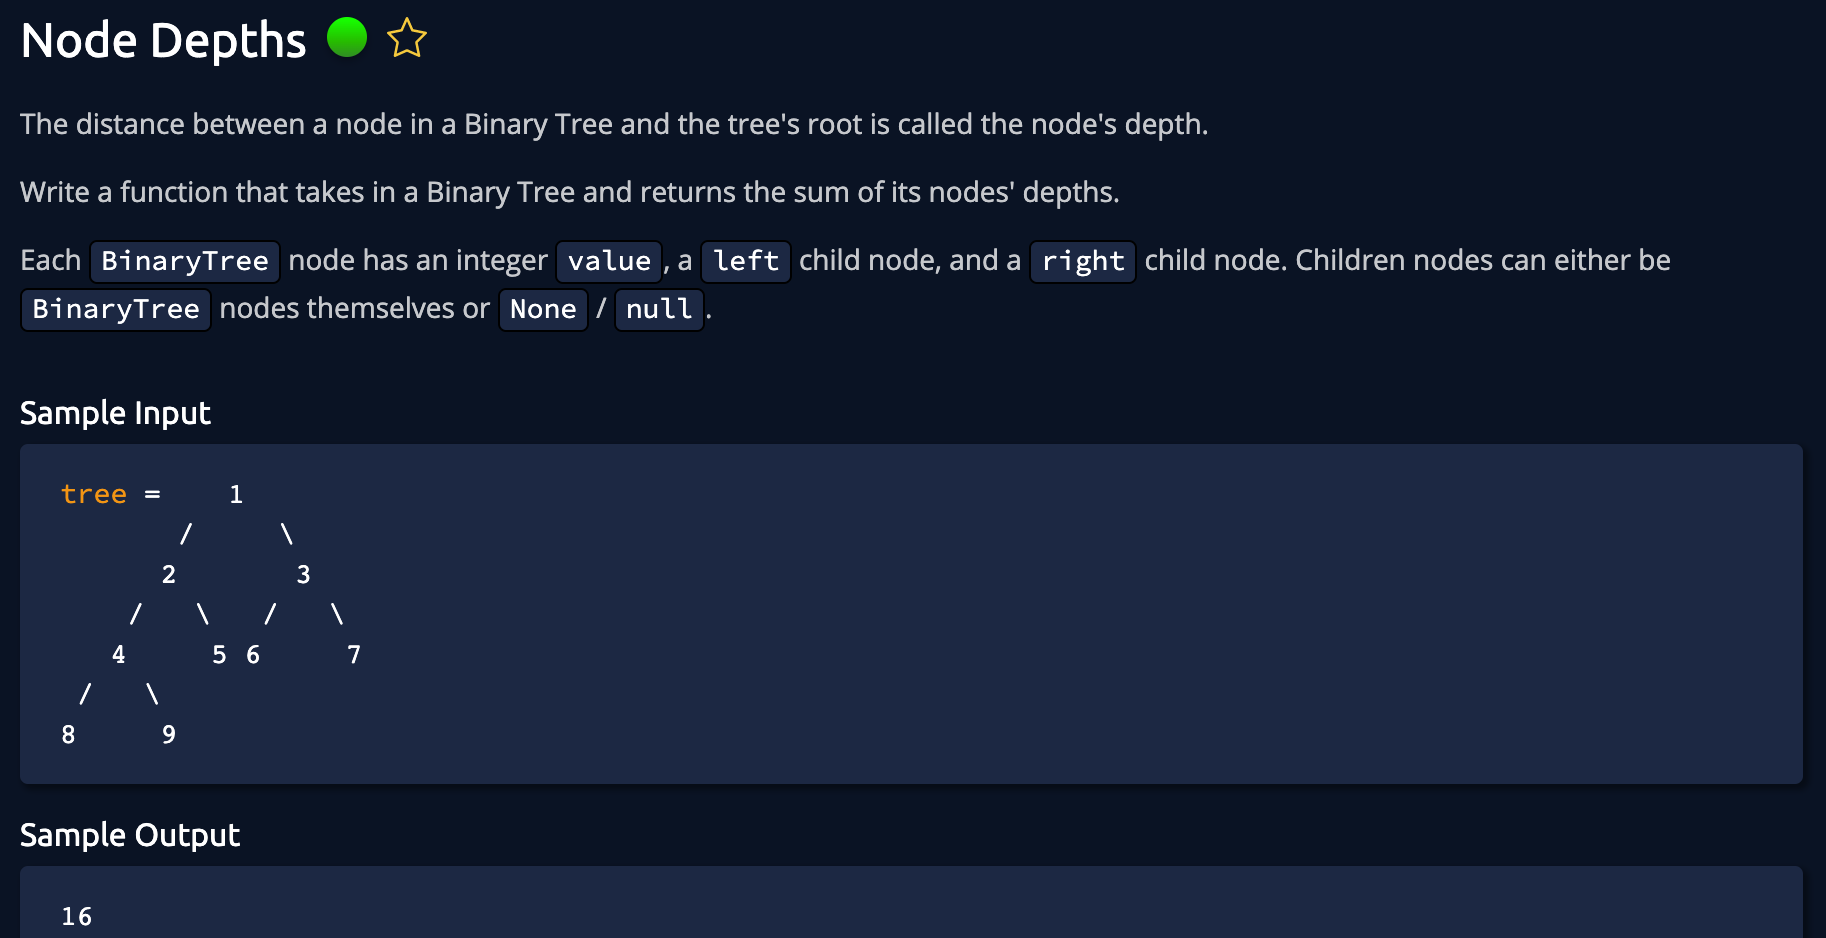 Node Depths
The distance between a node in a Binary Tree and the tree's root is called the node's depth.
Write a function that takes in a Binary Tree and returns the sum of its nodes' depths.
Each BinaryTree node has an integer value, a left child node, and a right child node. Children nodes can either be
BinaryTree nodes themselves or None / null.
Sample Input
tree =    1
       /     \
      2       3
    /   \   /   \
   4     5 6     7
 /   \
8     9
Sample Output
16